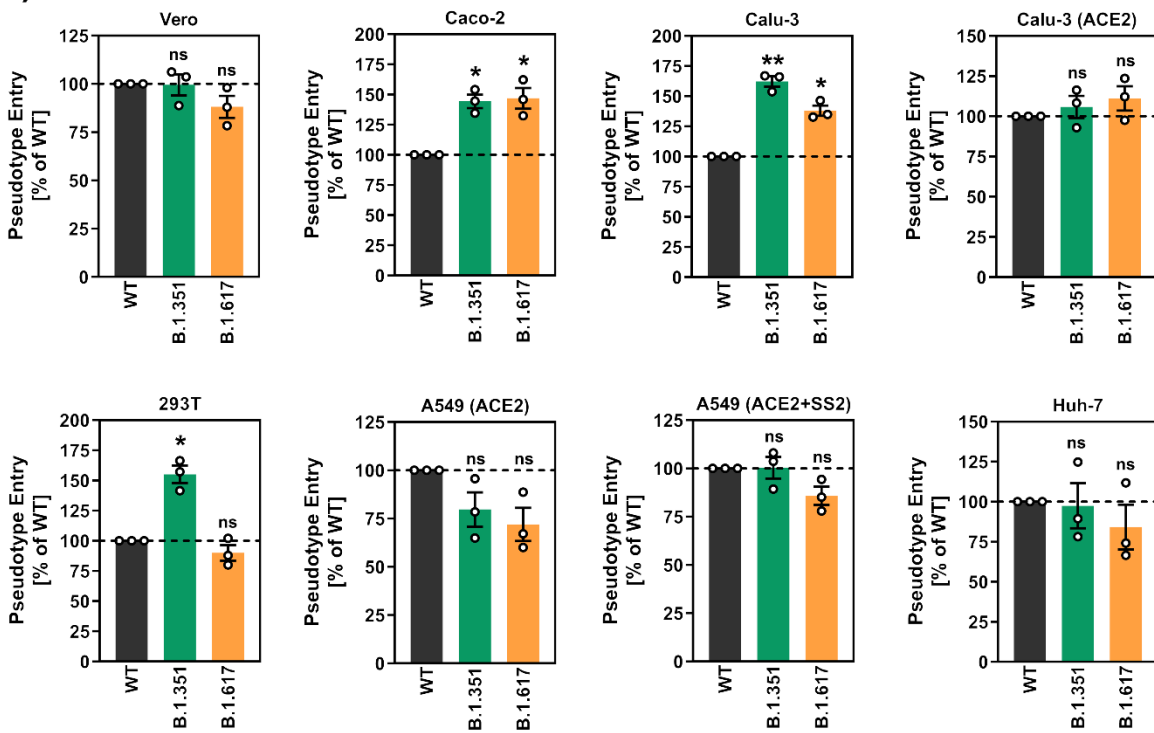 Vero
Pseudotype Entry
[% of WT]
125
100
75
50
25
0
ns
ns
WT
B.1.351
B.1.617
Caco-2
Pseudotype Entry
[% of WT]
200
175
150
125
100
75
50
25
0
*
*
WT
B.1.351
B.1.617
Calu-3
Pseudotype Entry
[% of WT]
200
175
150
125
100
75
50
25
0
**
*
WT
B.1.351
B.1.617
Calu-3 (ACE2)
Pseudotype Entry
[% of WT]
150
125
100
75
50
25
0
ns
ns
WT
B.1.351
B.1.617
293T
Pseudotype Entry
[% of WT]
200
175
150
125
100
75
50
25
0
*
ns
WT
B.1.351
B.1.617
A549 (ACE2)
Pseudotype Entry
[% of WT]
125
100
75
50
25
0
ns
ns
WT
B.1.351
B.1.617
A549 (ACE2+SS2)
Pseudotype Entry
[% of WT]
125
100
75
50
25
0
ns
ns
WT
B.1.351
B.1.617
Huh-7
Pseudotype Entry
[% of WT]
150
125
100
75
50
25
0
ns
ns
WT
B.1.351
B.1.617